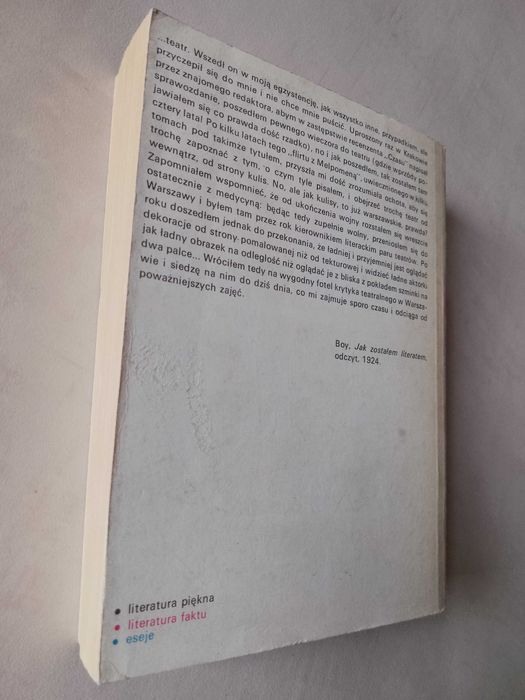 ...teatr. Wszedł on w moją egzystencję, jak wszystko inne, przypadkiem, ale
przyczepił się do mnie i nie chce mnie puścić. Uproszony raz w Krakowie
przez znajomego redaktora, abym w zastępstwie recenzenta „Czasu” napisał
sprawozdanie, poszedłem pewnego wieczora do teatru (gdzie wprzódy po-
jawiałem się co prawda dość rzadko), no i jak poszedłem, tak zostałem tam
cztery lata! Po kilku latach tego „flirtu z Melpomeną”, uwiecznionego w kilku
tomach pod takimże tytułem, przyszła mi dość zrozumiała ochota, aby się
trochę zapoznać z tym, o czym tyle pisałem, i obejrzeć trochę teatr od
wewnątrz, od strony kulis. No, ale jak kulisy, to już warszawskie, prawda?
Zapomniałem wspomnieć, że od ukończenia wojny rozstałem się wreszcie
ostatecznie z medycyną: będąc tedy zupełnie wolny, przeniosłem się do
Warszawy i byłem tam przez rok kierownikiem literackim paru teatrów. Po
roku doszedłem jednak do przekonania, że ładniej i przyjemniej jest oglądać
dekoracje od strony pomalowanej niż od tekturowej i widzieć ładne aktorki
jak ładny obrazek na odległość niż oglądać je z bliska z pokładem szminki na
dwa palce... Wróciłem tedy na wygodny fotel krytyka teatralnego w Warsza-
wie i siedzę na nim do dziś dnia, co mi zajmuje sporo czasu i odciąga od
poważniejszych zajęć.
Boy, Jak zostałem literatem,
odczyt, 1924.
• literatura piękna
• literatura faktu
• eseje